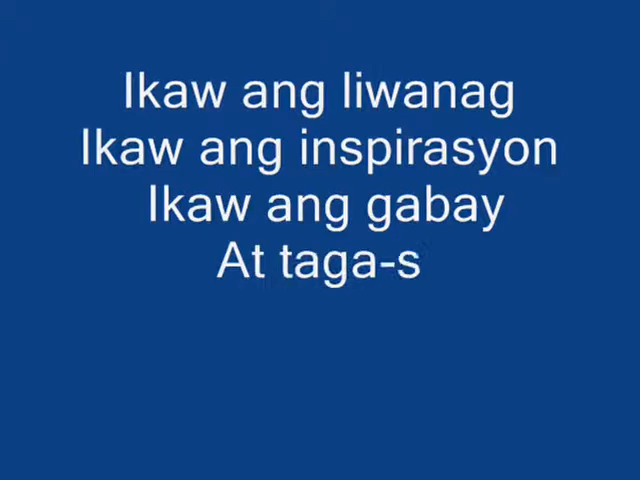 Ikaw ang liwanag
Ikaw ang inspirasyon
Ikaw ang gabay
At taga-s